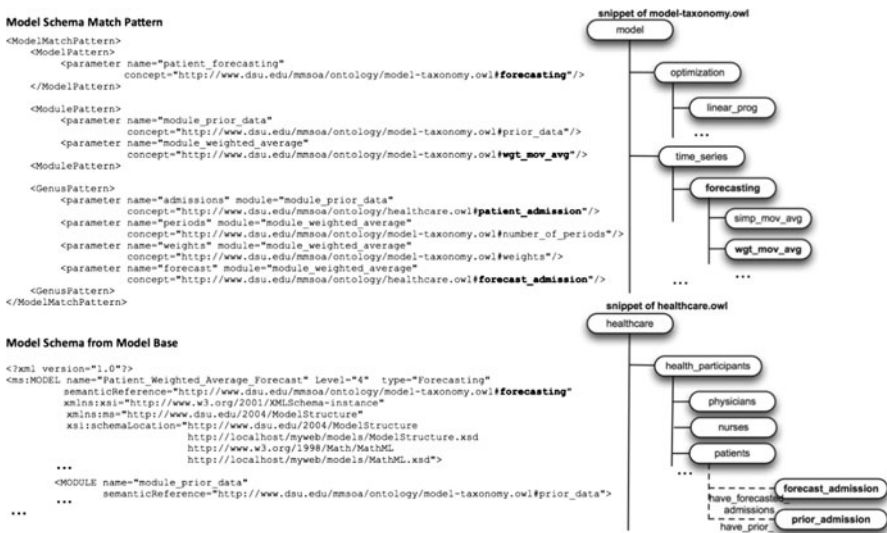 Model Schema Match Pattern
<ModelMatchPattern>
<ModelPattern>
<parameter name="patient_forecasting"
concept="http://www.dsu.edu/mmsoa/ontology/model-taxonomy.owl#forecasting"/>
</ModelPattern>
<ModulePattern>
<parameter name="module_prior_data"
concept="http://www.dsu.edu/mmsoa/ontology/model-taxonomy.owl#prior_data"/>
<parameter name="module_weighted_average"
concept="http://www.dsu.edu/mmsoa/ontology/model-taxonomy.owl#wgt_mov_avg"/>
<ModulePattern>
<GenusPattern>
<parameter name="admissions" module="module_prior_data"
concept="http://www.dsu.edu/mmsoa/ontology/healthcare.owl#patient_admission"/>
<parameter name="periods" module="module_weighted_average"
concept="http://www.dsu.edu/mmsoa/ontology/model-taxonomy.owl#number_of_periods"/>
<parameter name="weights" module="module_weighted_average"
concept="http://www.dsu.edu/mmsoa/ontology/model-taxonomy.owl#weights"/>
<parameter name="forecast" module="module_weighted_average"
concept="http://www.dsu.edu/mmsoa/ontology/healthcare.owl#forecast_admission"/>
<GenusPattern>
</ModelMatchPattern>
Model Schema from Model Base
<?xml version="1.0"?>
<ms:MODEL name="Patient_Weighted_Average_Forecast" Level="4" type="Forecasting"
semanticReference="http://www.dsu.edu/mmsoa/ontology/model-taxonomy.owl#forecasting"
xmlns:xsi="http://www.w3.org/2001/XMLSchema-instance"
xmlns:ms="http://www.dsu.edu/2004/ModelStructure"
xsi:schemaLocation="http://www.dsu.edu/2004/ModelStructure
http://localhost/myweb/models/ModelStructure.xsd
http://www.w3.org/1998/Math/MathML
http://localhost/myweb/models/MathML.xsd">
...
<MODULE name="module_prior_data"
semanticReference="http://www.dsu.edu/mmsoa/ontology/model-taxonomy.owl#prior_data">
...
...
snippet of model-taxonomy.owl
model
optimization
linear_prog
...
time_series
forecasting
simp_mov_avg
wgt_mov_avg
...
...
snippet of healthcare.owl
healthcare
health_participants
physicians
nurses
patients
...
forecast_admission
have_forecasted_
admissions
prior_admission
have_prior_